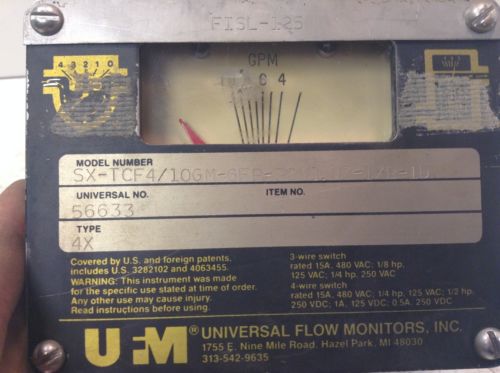 FISL-125
4 3 2 1 0
GPM
6 4
MODEL NUMBER
UNIVERSAL NO.
ITEM NO.
56633
TYPE
4X
Covered by U.S. and foreign patents.
includes U.S. 3282102 and 4063455.
WARNING: This instrument was made
for the specific use stated at time of order.
Any other use may cause injury.
Read instructions before using.
3-wire switch
rated 15A, 480 VAC; 1/8 hp,
125 VAC; 1/4 hp, 250 VAC
4-wire switch
rated 15A, 480 VAC; 1/4 hp, 125 VAC; 1/2 hp,
250 VDC; 1A, 125 VDC; 0.5A, 250 VDC
UFM® UNIVERSAL FLOW MONITORS, INC.
1755 E. Nine Mile Road, Hazel Park, MI 48030
313-542-9635